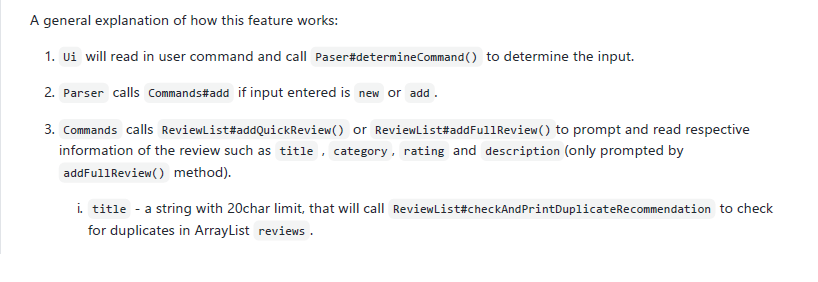 A general explanation of how this feature works:
1. Ui will read in user command and call Paser#determineCommand() to determine the input.
2. Parser calls Commands#add if input entered is new or add .
3. Commands calls ReviewList#addQuickReview() or ReviewList#addFullReview() to prompt and read respective
information of the review such as title , category , rating and description (only prompted by
addFullReview() method).
i. title - a string with 20char limit, that will call ReviewList#checkAndPrintDuplicateRecommendation to check
for duplicates in ArrayList reviews .